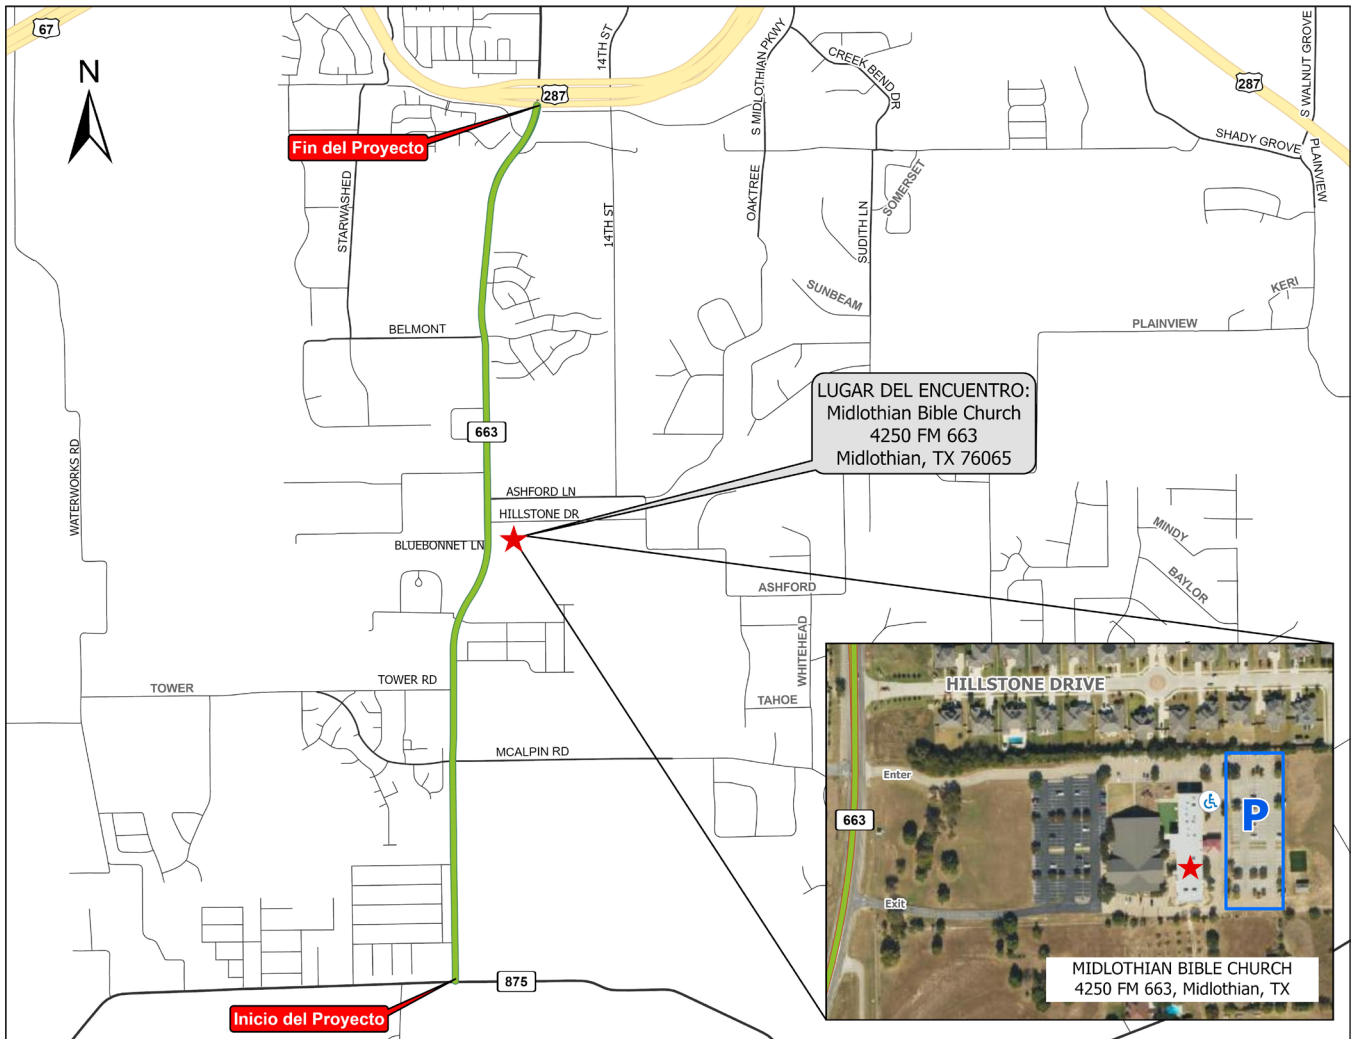 67
N
287
Fin del Proyecto
14TH ST
S MIDLOTHIAN PKWY
CREEK BEND DR
287
S WALNUT GROVE
SHADY GROVE
PLAINVIEW
STARWASHED
14TH ST
OAKTREE
SUDITH LN
SOMERSET
SUNBEAM
KERI
BELMONT
PLAINVIEW
LUGAR DEL ENCUENTRO:
Midlothian Bible Church
4250 FM 663
Midlothian, TX 76065
663
WATERWORKS RD
ASHFORD LN
HILLSTONE DR
BLUEBONNET LN
MINDY
BAYLOR
ASHFORD
WHITEHEAD
TAHOE
TOWER
TOWER RD
MCALPIN RD
875
Inicio del Proyecto
HILLSTONE DRIVE
Enter
663
P
Exit
MIDLOTHIAN BIBLE CHURCH
4250 FM 663, Midlothian, TX